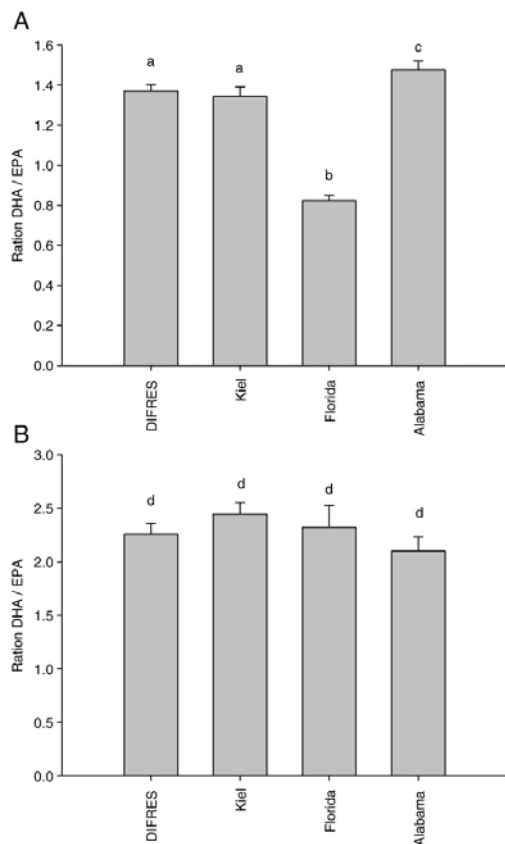 A
Ration DHA / EPA
1.6
1.4
1.2
1.0
0.8
0.6
0.4
0.2
0.0
a
a
b
c
DIFRES
Kiel
Florida
Alabama
B
Ration DHA / EPA
3.0
2.5
2.0
1.5
1.0
0.5
0.0
d
d
d
d
DIFRES
Kiel
Florida
Alabama